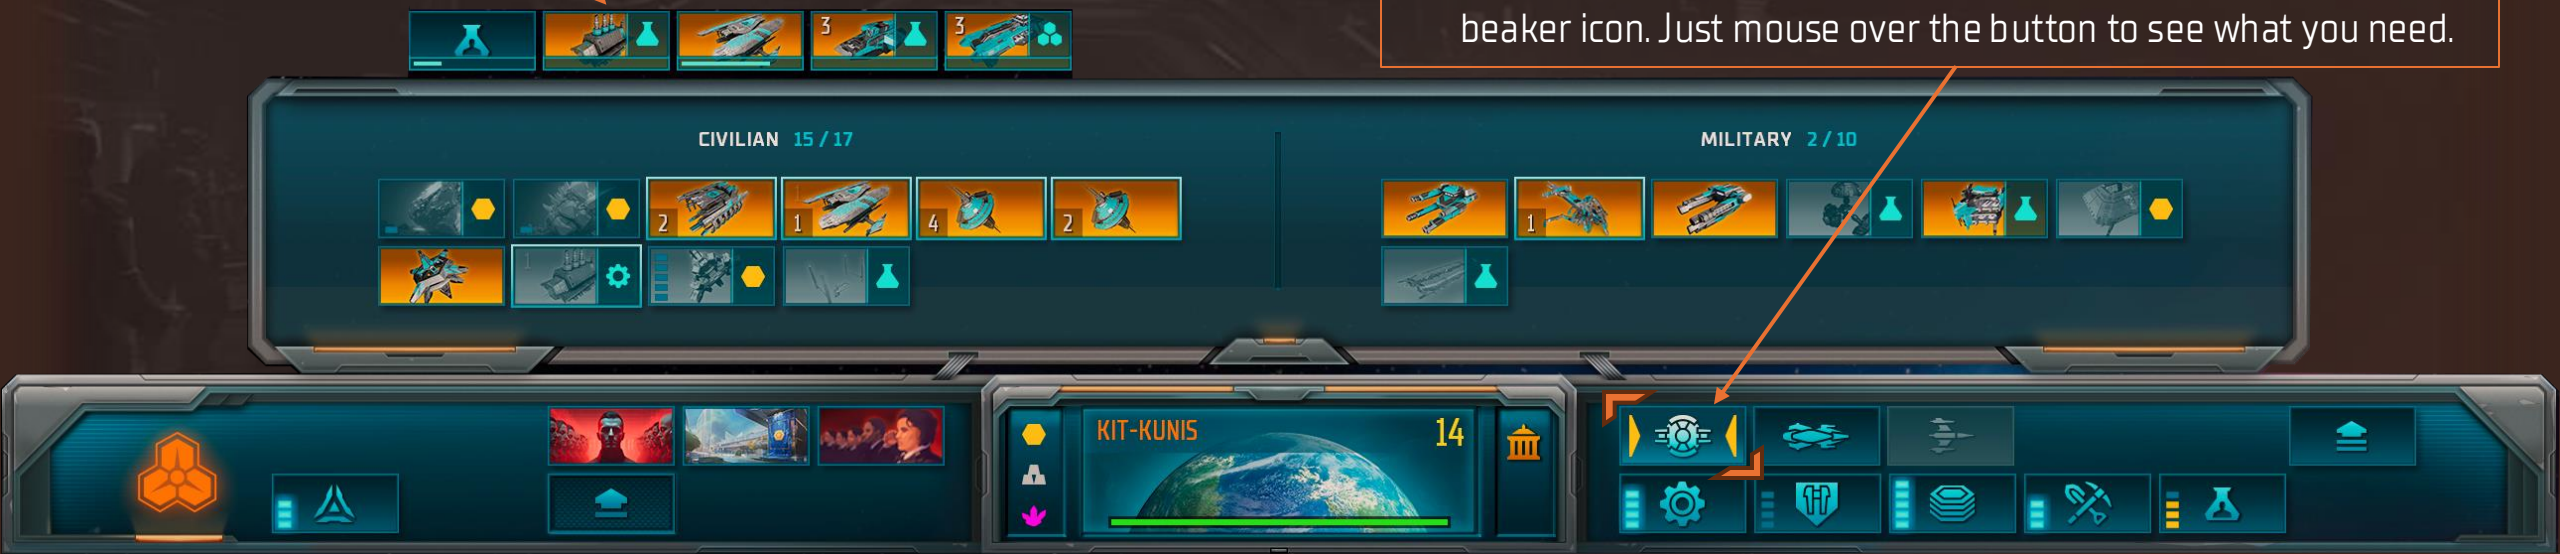 beaker icon. Just mouse over the button to see what you need.
3
3
CIVILIAN 15 / 17
MILITARY 2 / 10
2
1
4
2
1
1
KIT-KUNIS
14